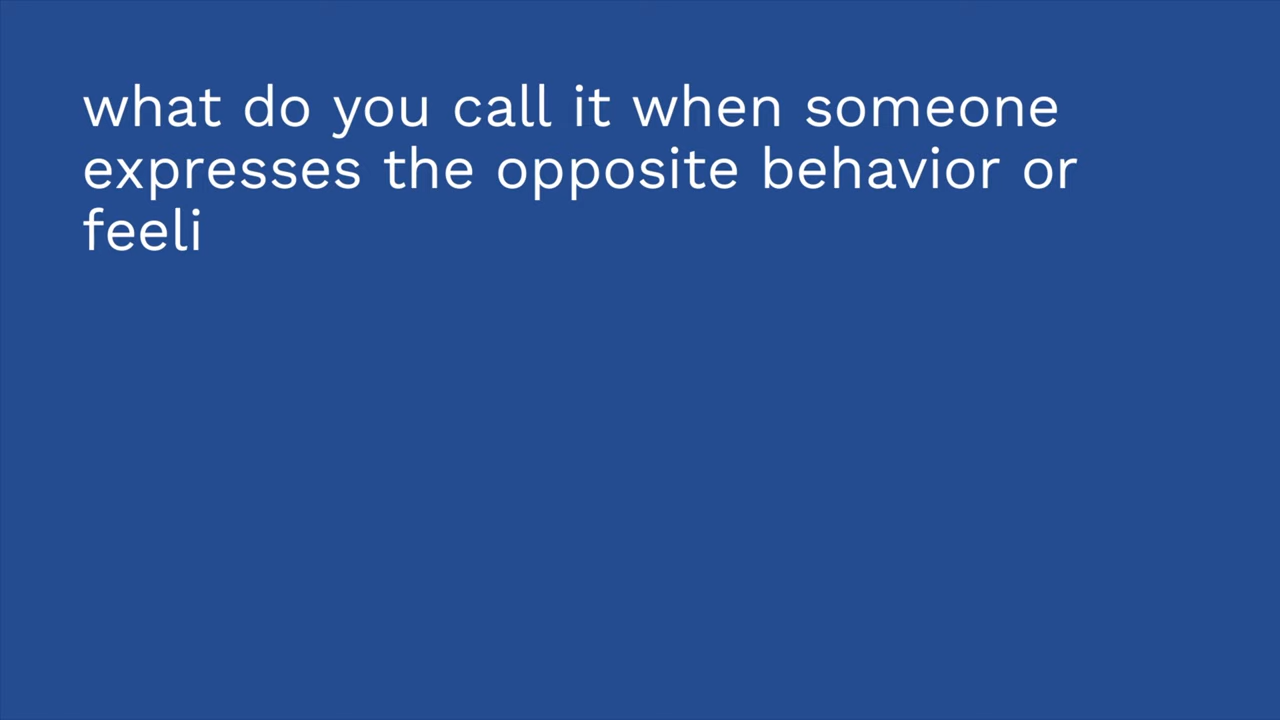 what do you call it when someone
expresses the opposite behavior or
feeli